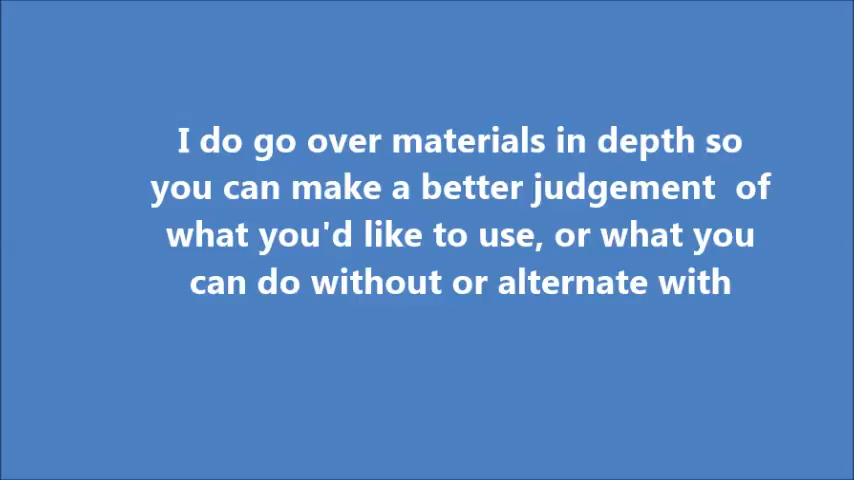 I do go over materials in depth so
you can make a better judgement  of
what you'd like to use, or what you
can do without or alternate with